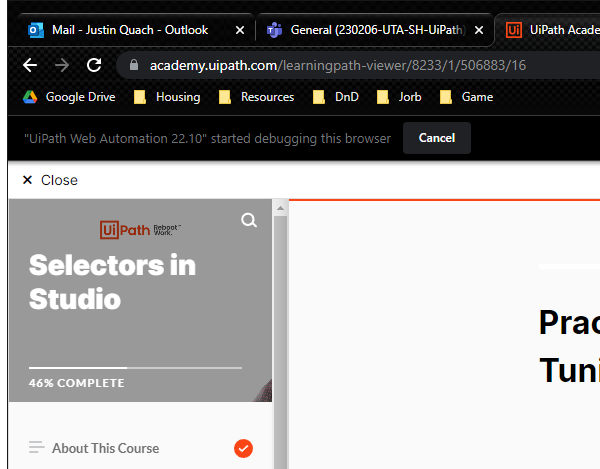 Mail - Justin Quach - Outlook
General (230206-UTA-SH-UiPath)
UiPath Acade
academy.uipath.com/learningpath-viewer/8233/1/506883/16
Google Drive
Housing
Resources
DnD
Jorb
Game
"UiPath Web Automation 22.10" started debugging this browser
Cancel
Close
UiPath Reboot Work.™
Selectors in
Studio
46% COMPLETE
About This Course
Prac
Tuni